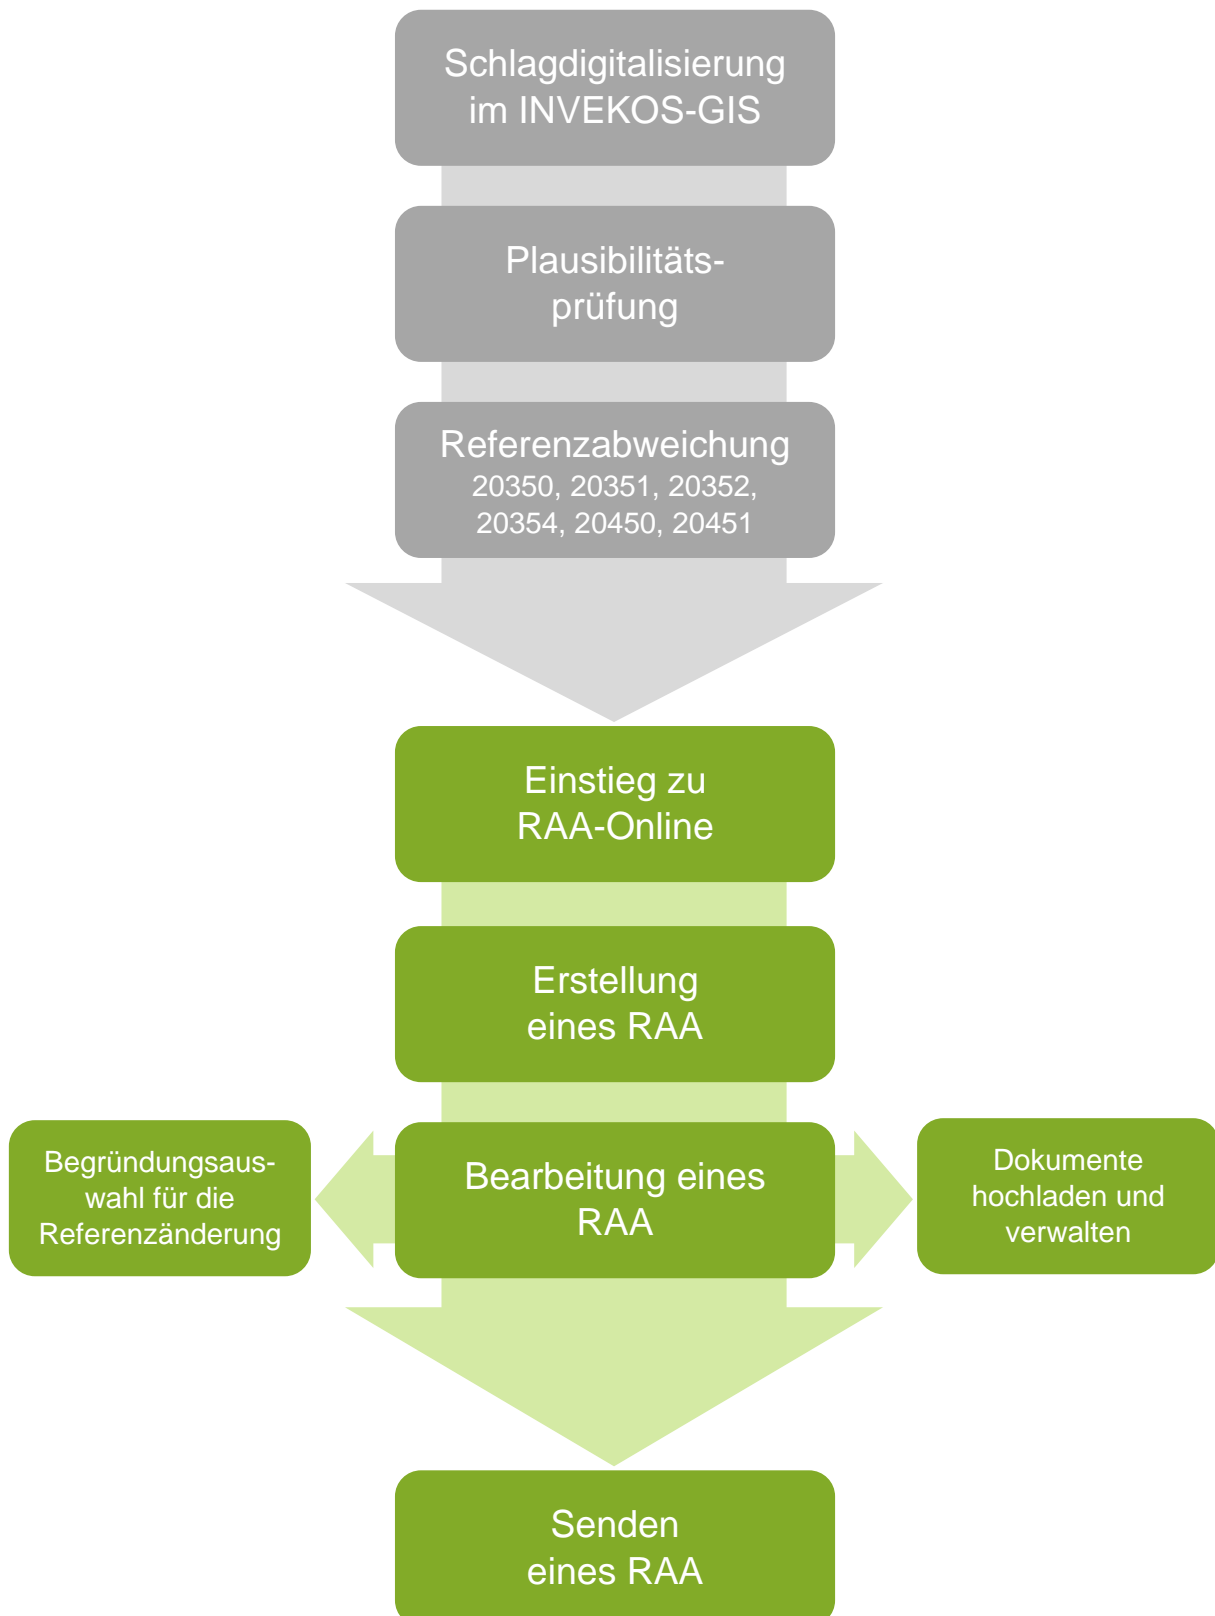 Schlagdigitalisierung
im INVEKOS-GIS
Plausibilitäts-
prüfung
Referenzabweichung
20350, 20351, 20352,
20354, 20450, 20451
Einstieg zu
RAA-Online
Erstellung
eines RAA
Begründungsaus-
wahl für die
Referenzänderung
Bearbeitung eines
RAA
Dokumente
hochladen und
verwalten
Senden
eines RAA